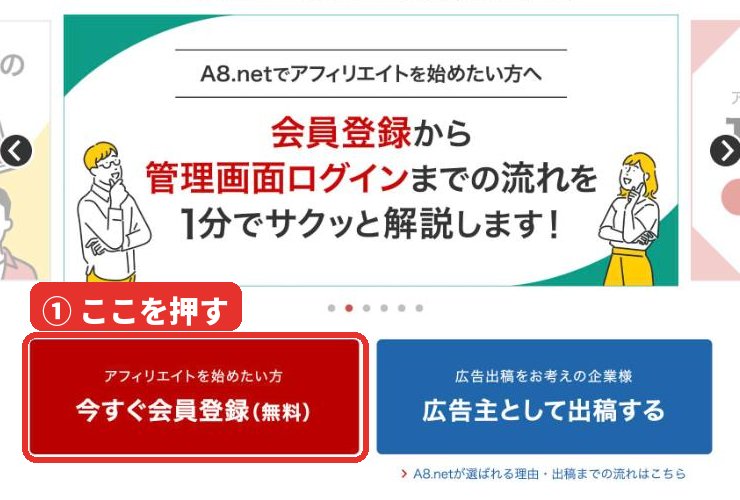 の
A8.netでアフィリエイトを始めたい方へ
会員登録から
管理画面ログインまでの流れを
1分でサクッと解説します!
① ここを押す
アフィリエイトを始めたい方
今すぐ会員登録(無料)
広告出稿をお考えの企業様
広告主として出稿する
A8.netが選ばれる理由・出稿までの流れはこちら